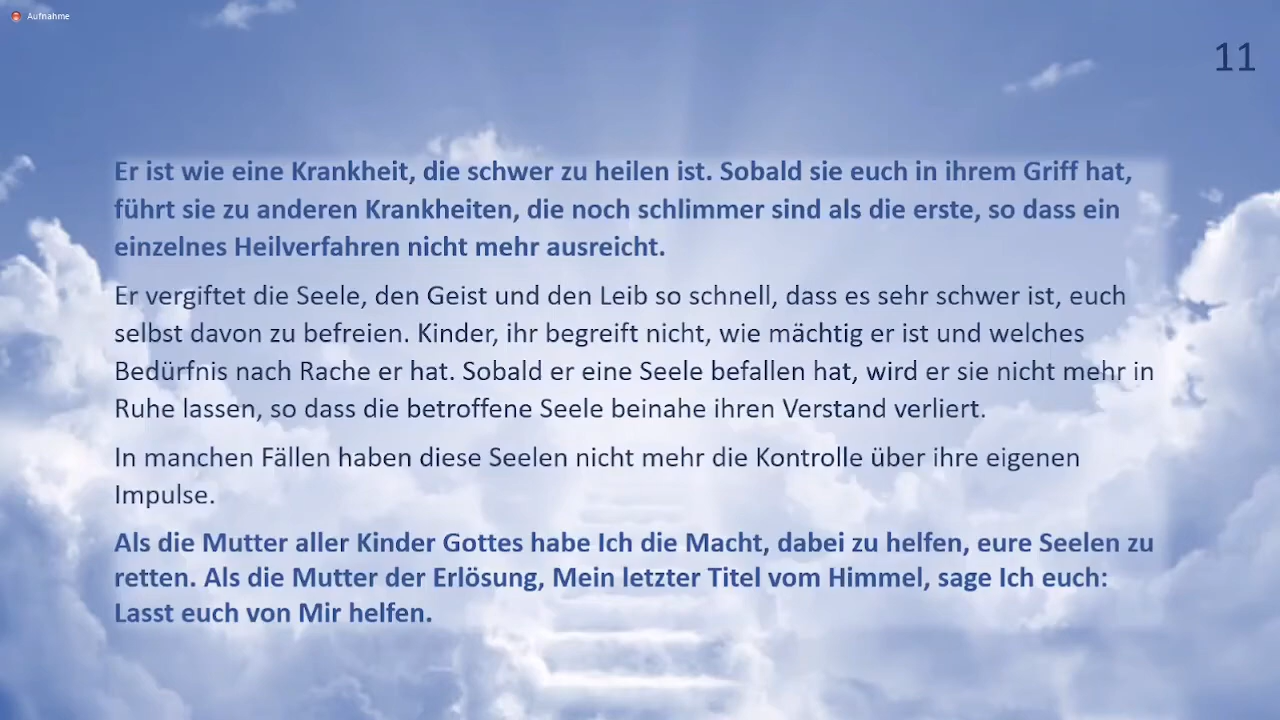 Aufnahme
11
Er ist wie eine Krankheit, die schwer zu heilen ist. Sobald sie euch in ihrem Griff hat,
führt sie zu anderen Krankheiten, die noch schlimmer sind als die erste, so dass ein
einzelnes Heilverfahren nicht mehr ausreicht.
Er vergiftet die Seele, den Geist und den Leib so schnell, dass es sehr schwer ist, euch
selbst davon zu befreien. Kinder, ihr begreift nicht, wie mächtig er ist und welches
Bedürfnis nach Rache er hat. Sobald er eine Seele befallen hat, wird er sie nicht mehr in
Ruhe lassen, so dass die betroffene Seele beinahe ihren Verstand verliert.
In manchen Fällen haben diese Seelen nicht mehr die Kontrolle über ihre eigenen
Impulse.
Als die Mutter aller Kinder Gottes habe Ich die Macht, dabei zu helfen, eure Seelen zu
retten. Als die Mutter der Erlösung, Mein letzter Titel vom Himmel, sage Ich euch:
Lasst euch von Mir helfen.